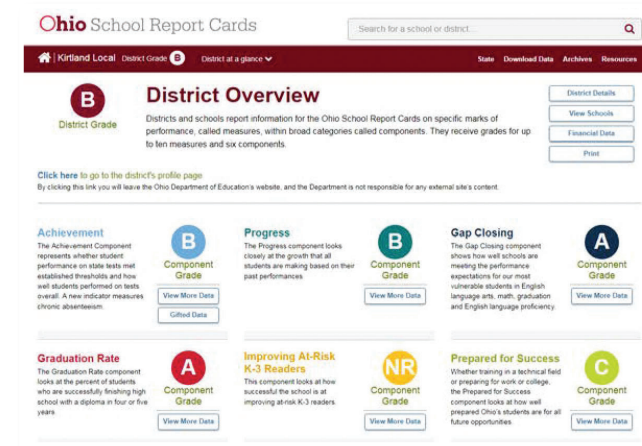 Ohio School Report Cards
Search for a school or district...
Kirtland Local District Grade B District at a glance
State Download Data Archives Resources
B
District Grade
District Overview
Districts and schools report information for the Ohio School Report Cards on specific marks of
performance, called measures, within broad categories called components. They receive grades for up
to ten measures and six components.
District Details
View Schools
Financial Data
Print
Click here to go to the district's profile page
By clicking this link you will leave the Ohio Department of Education's website, and the Department is not responsible for any external site's content.
Achievement
The Achievement Component
represents whether student
performance on state tests met
established thresholds and how
well students performed on tests
overall. A new indicator measures
chronic absenteeism.
B
Component
Grade
View More Data
Gifted Data
Progress
The Progress component looks
closely at the growth that all
students are making based on their
past performances
B
Component
Grade
View More Data
Gap Closing
The Gap Closing component
shows how well schools are
meeting the performance
expectations for our most
vulnerable students in English
language arts, math, graduation
and English language proficiency.
A
Component
Grade
View More Data
Graduation Rate
The Graduation Rate component
looks at the percent of students
who are successfully finishing high
school with a diploma in four or five
years
A
Component
Grade
View More Data
Improving At-Risk
K-3 Readers
This component looks at how
successful the school is at
improving at-risk K-3 readers.
NR
Component
Grade
View More Data
Prepared for Success
Whether training in a technical field
or preparing for work or college,
the Prepared for Success
component looks at how well
prepared Ohio's students are for all
future opportunities.
C
Component
Grade
View More Data